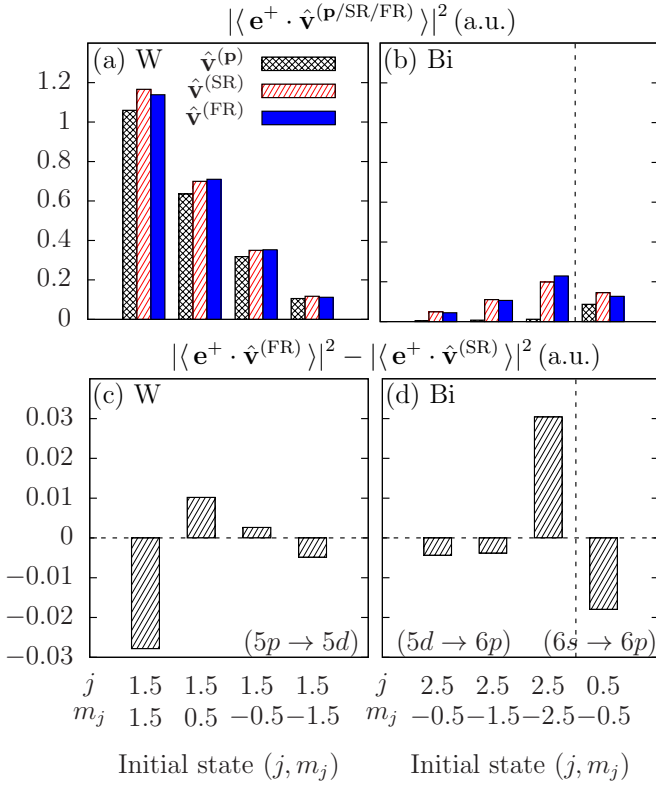 |⟨ e⁺ · v̂⁽ᵖ/SR/FR⁾ ⟩|² (a.u.)
(a) W
(b) Bi
v̂^(p)
v̂^(SR)
v̂^(FR)
1.2
1
0.8
0.6
0.4
0.2
0
|⟨ e⁺ · v̂^(FR) ⟩|² − |⟨ e⁺ · v̂^(SR) ⟩|² (a.u.)
(c) W
(d) Bi
0.03
0.02
0.01
0
−0.01
−0.02
−0.03
(5p → 5d)
(5d → 6p)
(6s → 6p)
j 1.5 1.5 1.5 1.5 j 2.5 2.5 2.5 0.5
m_j 1.5 0.5 −0.5 −1.5 m_j −0.5 −1.5 −2.5 −0.5
Initial state (j, m_j) Initial state (j, m_j)